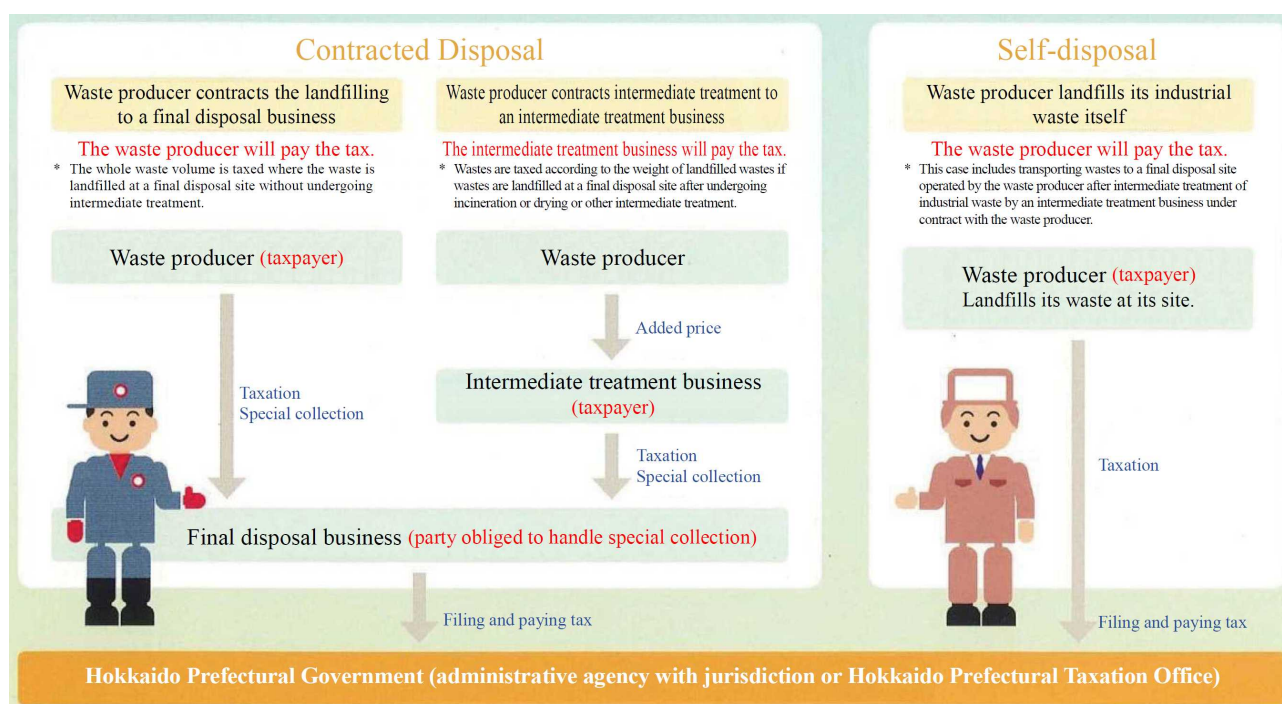 Contracted Disposal
Waste producer contracts the landfilling
to a final disposal business
The waste producer will pay the tax.
* The whole waste volume is taxed where the waste is
landfilled at a final disposal site without undergoing
intermediate treatment.
Waste producer (taxpayer)
Taxation
Special collection
Waste producer contracts intermediate treatment to
an intermediate treatment business
The intermediate treatment business will pay the tax.
* Wastes are taxed according to the weight of landfilled wastes if
wastes are landfilled at a final disposal site after undergoing
incineration or drying or other intermediate treatment.
Waste producer
Added price
Intermediate treatment business
(taxpayer)
Taxation
Special collection
Final disposal business (party obliged to handle special collection)
Filing and paying tax
Self-disposal
Waste producer landfills its industrial
waste itself
The waste producer will pay the tax.
* This case includes transporting wastes to a final disposal site
operated by the waste producer after intermediate treatment of
industrial waste by an intermediate treatment business under
contract with the waste producer.
Waste producer (taxpayer)
Landfills its waste at its site.
Taxation
Filing and paying tax
Hokkaido Prefectural Government (administrative agency with jurisdiction or Hokkaido Prefectural Taxation Office)